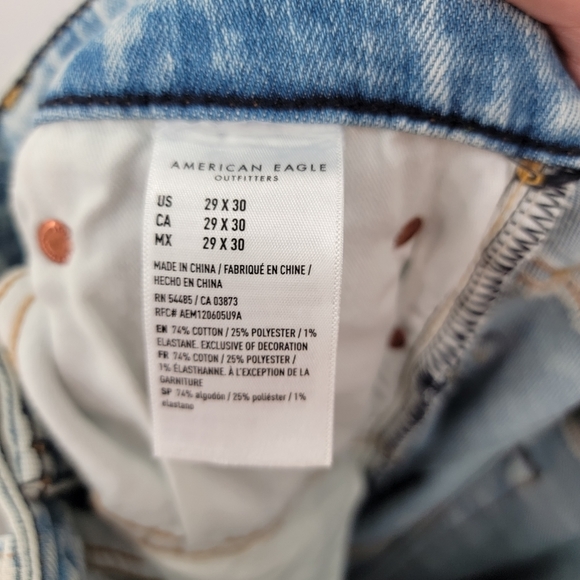 AMERICAN EAGLE
OUTFITTERS
US 29 X 30
CA 29 X 30
MX 29 X 30
MADE IN CHINA / FABRIQUÉ EN CHINE /
HECHO EN CHINA
RN 54485 / CA 03873
RFC# AEM120605U9A
EN 74% COTTON / 25% POLYESTER / 1%
ELASTANE. EXCLUSIVE OF DECORATION
FR 74% COTON / 25% POLYESTER /
1% ÉLASTHANNE. À L'EXCEPTION DE LA
GARNITURE
SP 74% algodón / 25% poliéster / 1%
elastano